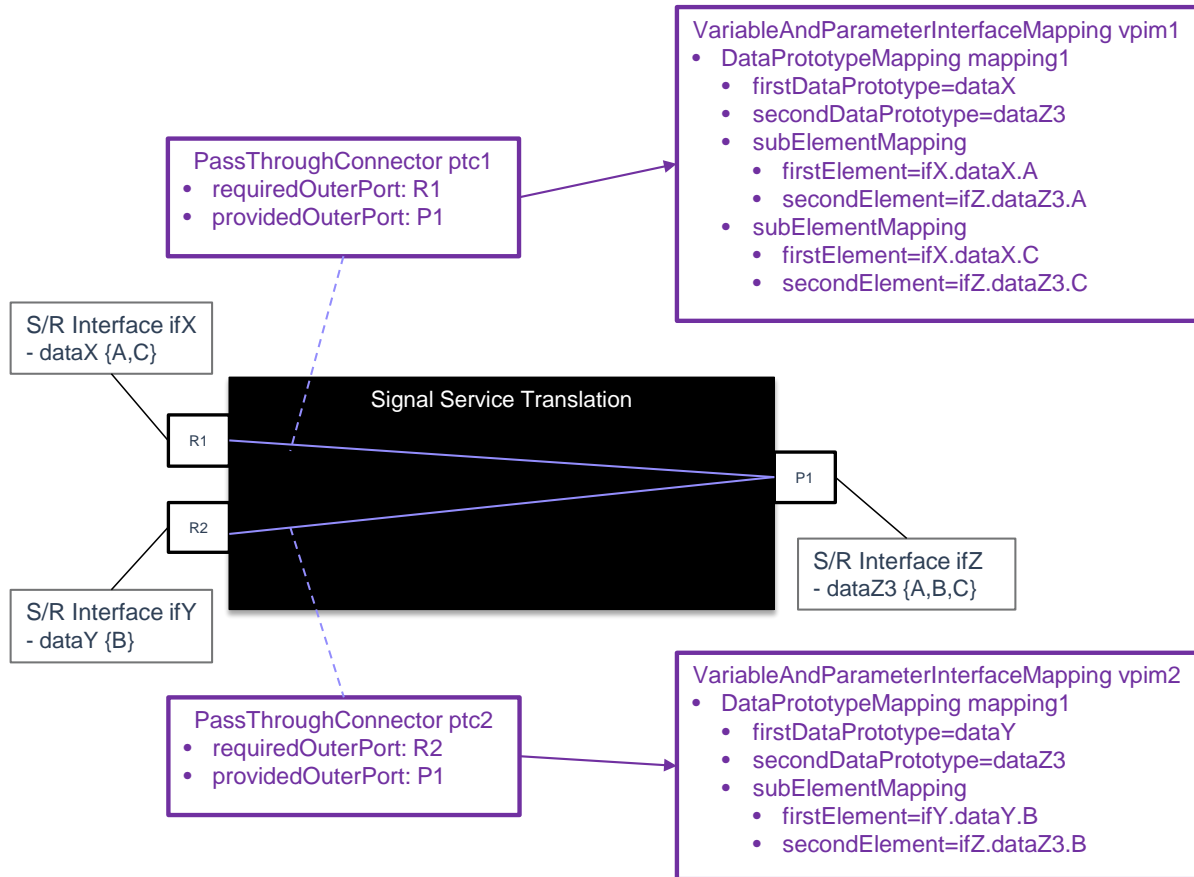 VariableAndParameterInterfaceMapping vpim1
• DataPrototypeMapping mapping1
• firstDataPrototype=dataX
• secondDataPrototype=dataZ3
• subElementMapping
• firstElement=ifX.dataX.A
• secondElement=ifZ.dataZ3.A
• subElementMapping
• firstElement=ifX.dataX.C
• secondElement=ifZ.dataZ3.C
PassThroughConnector ptc1
• requiredOuterPort: R1
• providedOuterPort: P1
S/R Interface ifX
- dataX {A,C}
Signal Service Translation
R1
P1
R2
S/R Interface ifZ
- dataZ3 {A,B,C}
S/R Interface ifY
- dataY {B}
PassThroughConnector ptc2
• requiredOuterPort: R2
• providedOuterPort: P1
VariableAndParameterInterfaceMapping vpim2
• DataPrototypeMapping mapping1
• firstDataPrototype=dataY
• secondDataPrototype=dataZ3
• subElementMapping
• firstElement=ifY.dataY.B
• secondElement=ifZ.dataZ3.B